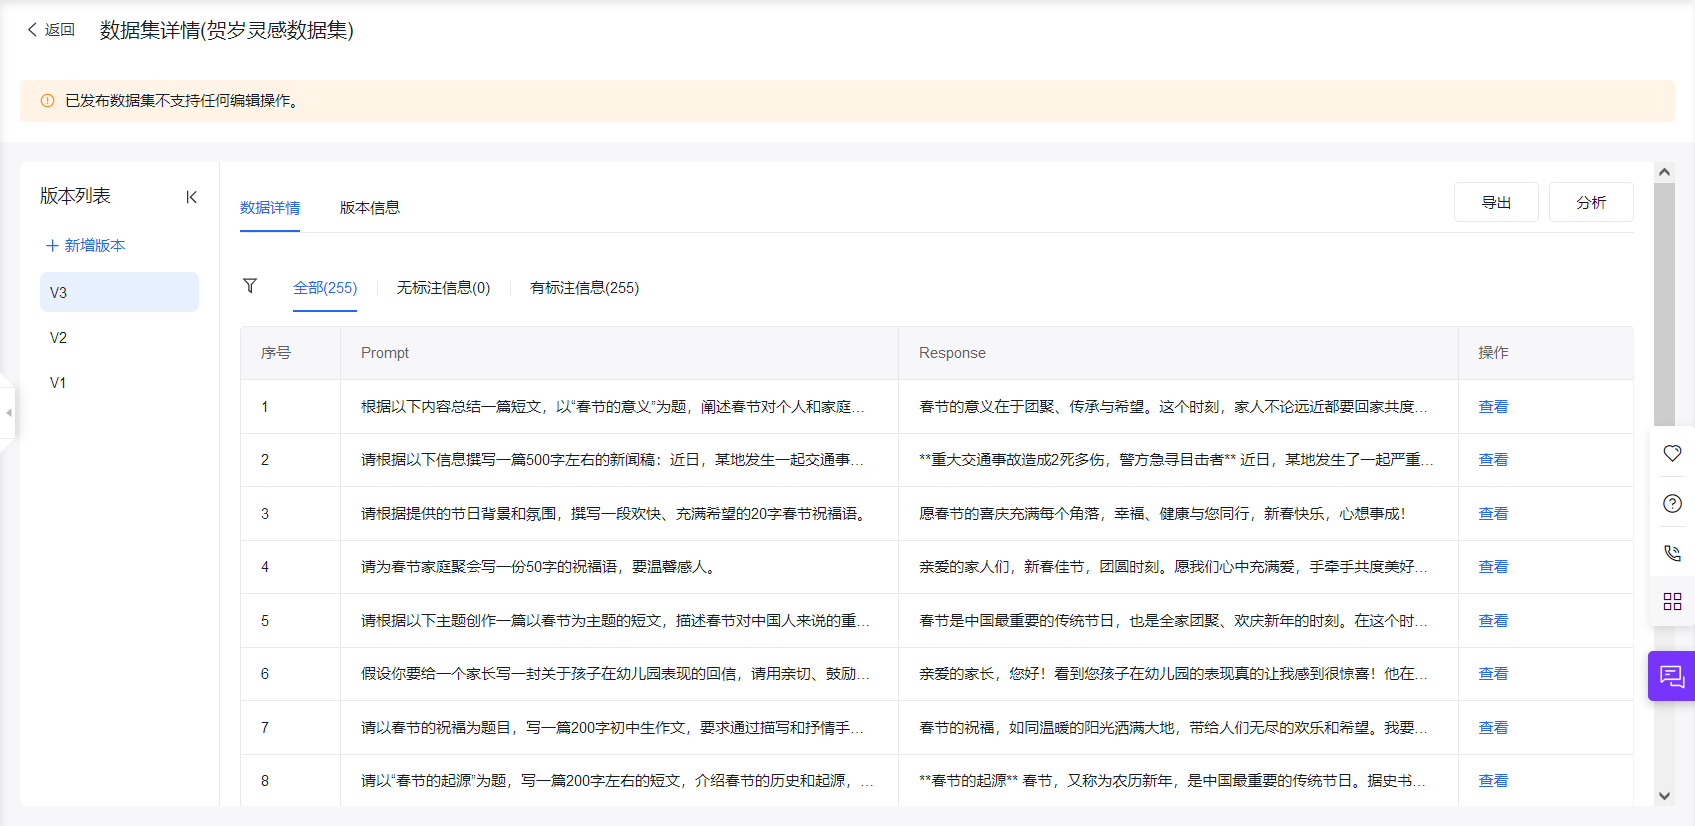 返回 数据集详情(贺岁灵感数据集)
已发布数据集不支持任何编辑操作。
版本列表
新增版本
V3
V2
V1
数据详情 版本信息 导出 分析
全部(255) 无标注信息(0) 有标注信息(255)
序号 Prompt Response 操作
1 根据以下内容总结一篇短文，以“春节的意义”为题，阐述春节对个人和家庭... 春节的意义在于团聚、传承与希望。这个时刻，家人不论远近都要回家共度... 查看
2 请根据以下信息撰写一篇500字左右的新闻稿：近日，某地发生一起交通事... **重大交通事故造成2死多伤，警方急寻目击者** 近日，某地发生了一起严重... 查看
3 请根据提供的节日背景和氛围，撰写一段欢快、充满希望的20字春节祝福语。 愿春节的喜庆充满每个角落，幸福、健康与您同行，新春快乐，心想事成！ 查看
4 请为春节家庭聚会写一份50字的祝福语，要温馨感人。 亲爱的家人们，新春佳节，团圆时刻。愿我们心中充满爱，手牵手共度美好... 查看
5 请根据以下主题创作一篇以春节为主题的短文，描述春节对中国人来说的重... 春节是中国最重要的传统节日，也是全家团聚、欢庆新年的时刻。在这个时... 查看
6 假设你要给一个家长写一封关于孩子在幼儿园表现的回信，请用亲切、鼓励... 亲爱的家长，您好！看到您孩子在幼儿园的表现真的让我感到很惊喜！他在... 查看
7 请以春节的祝福为题目，写一篇200字初中生作文，要求通过描写和抒情手... 春节的祝福，如同温暖的阳光洒满大地，带给人们无尽的欢乐和希望。我要... 查看
8 请以“春节的起源”为题，写一篇200字左右的短文，介绍春节的历史和起源，... **春节的起源** 春节，又称为农历新年，是中国最重要的传统节日。据史书... 查看